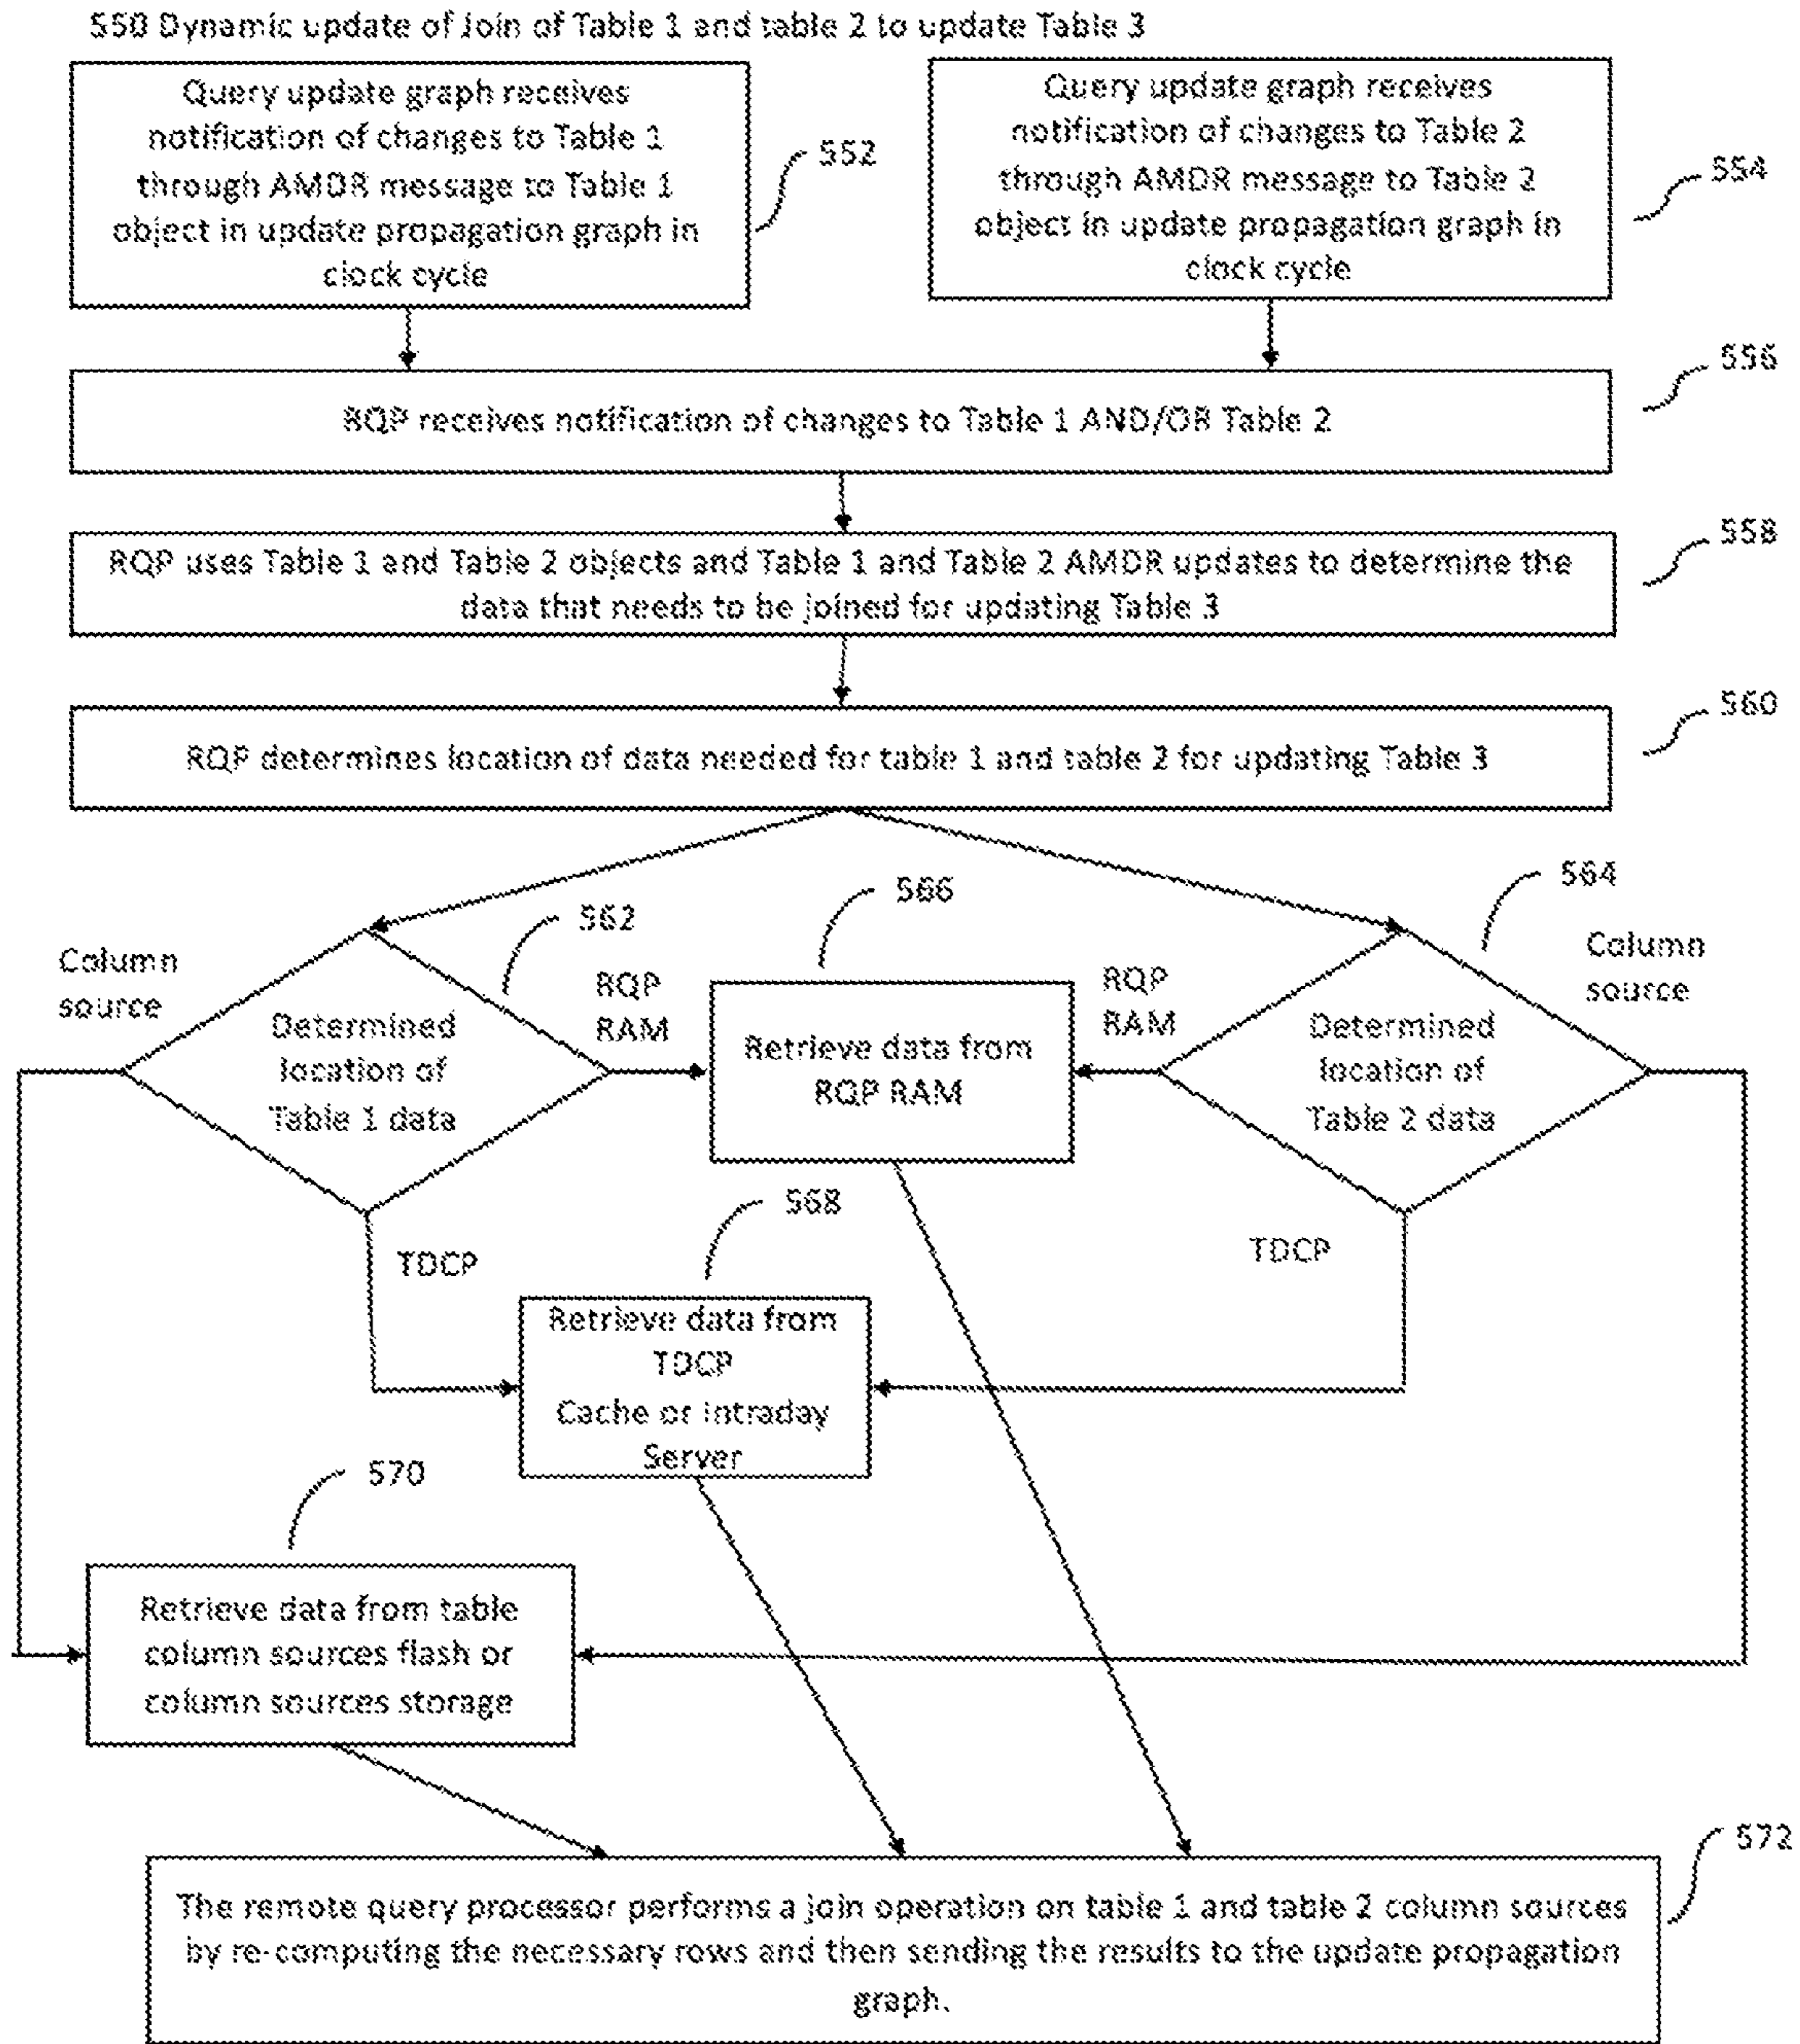 550 Dynamic update of Join of Table 1 and table 2 to update Table 3
Query update graph receives
notification of changes to Table 1
through AMDR message to Table 1
object in update propagation graph in
clock cycle
552
Query update graph receives
notification of changes to Table 2
through AMDR message to Table 2
object in update propagation graph in
clock cycle
554
RQP receives notification of changes to Table 1 AND/OR Table 2
556
RQP uses Table 1 and Table 2 objects and Table 1 and Table 2 AMDR updates to determine the
data that needs to be joined for updating Table 3
558
RQP determines location of data needed for table 1 and table 2 for updating Table 3
560
Column
source
Determined
location of
Table 1 data
562
RQP
RAM
566
Retrieve data from
RQP RAM
RQP
RAM
564
Determined
location of
Table 2 data
Column
source
TDCP
568
TDCP
Retrieve data from
TDCP
Cache or Intraday
Server
570
Retrieve data from table
column sources flash or
column sources storage
572
The remote query processor performs a join operation on table 1 and table 2 column sources
by re-computing the necessary rows and then sending the results to the update propagation
graph.